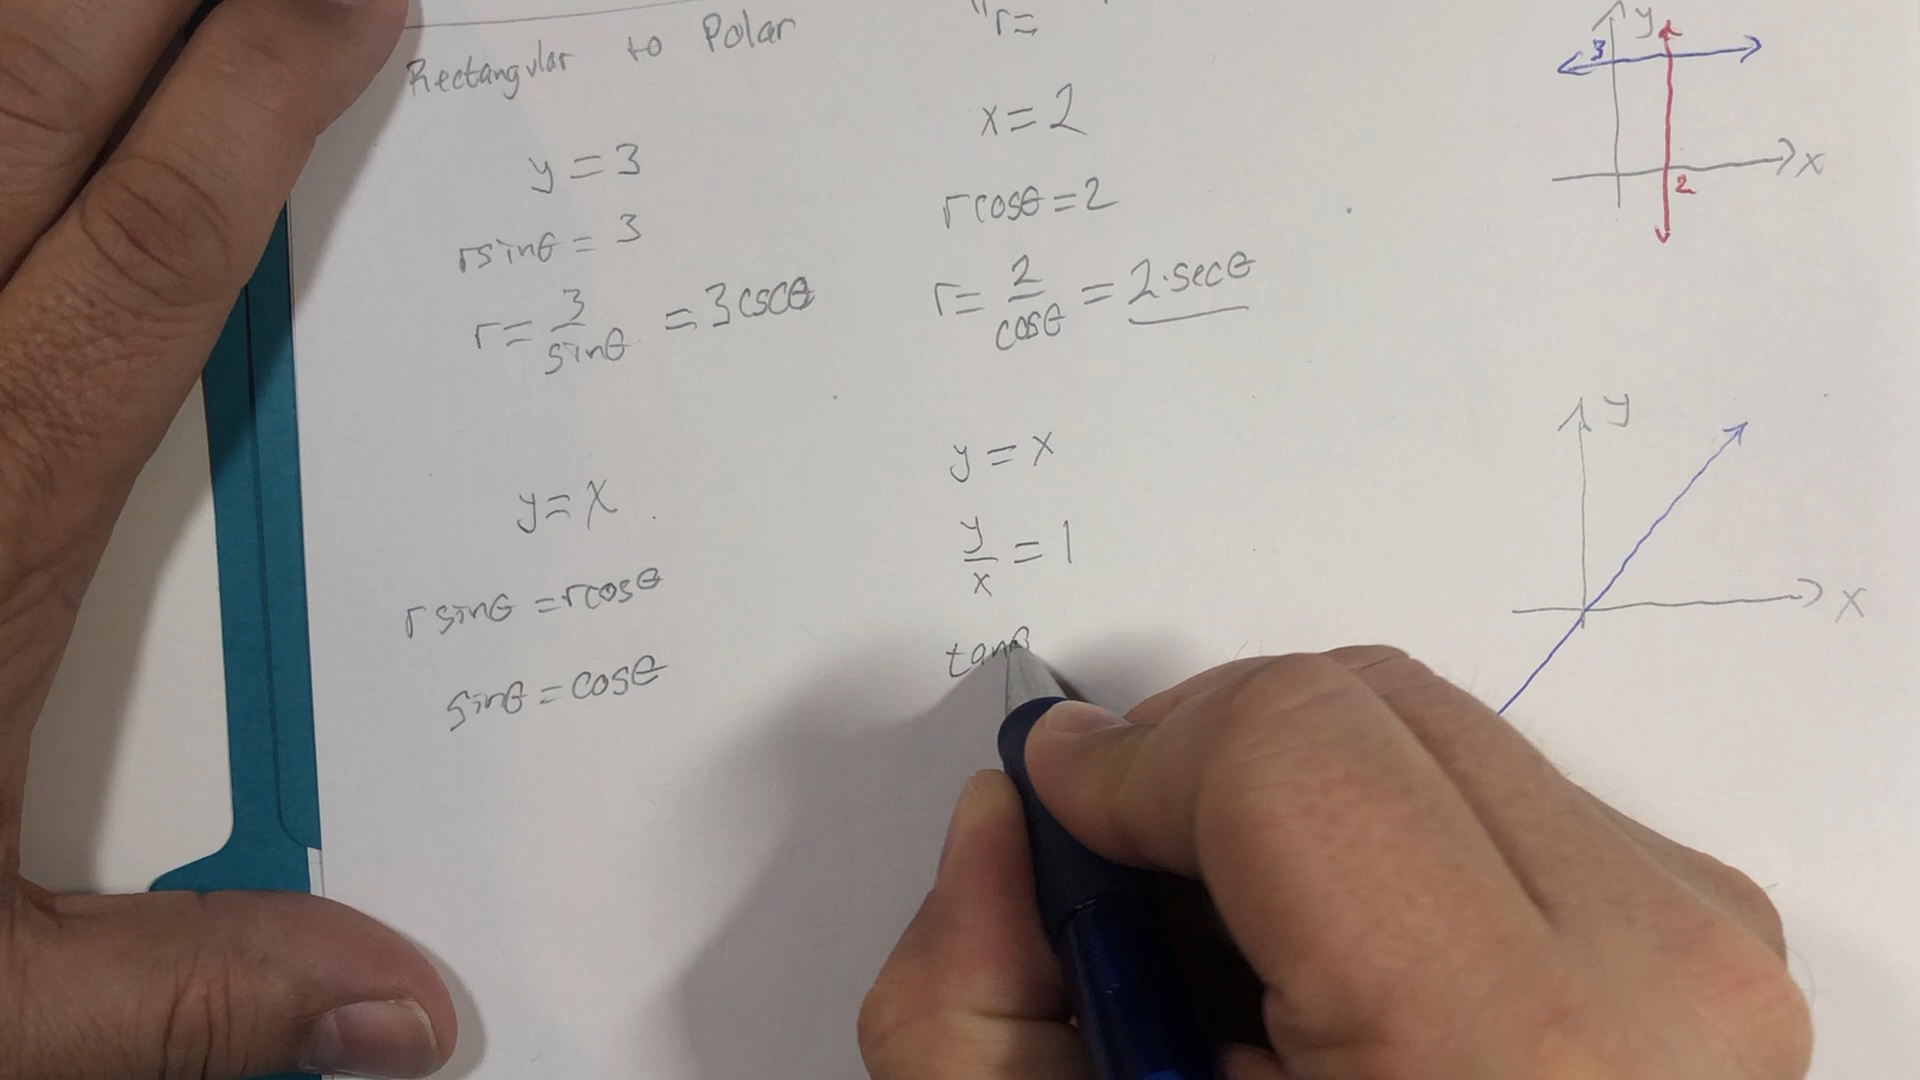 Rectangular to Polar
"r=
y = 3
rsinθ = 3
r = 3/sinθ = 3cscθ
x = 2
rcosθ = 2
r = 2/cosθ = 2·secθ
y = x
rsinθ = rcosθ
sinθ = cosθ
y = x
y/x = 1
tanθ
y
3
x
2
y
x